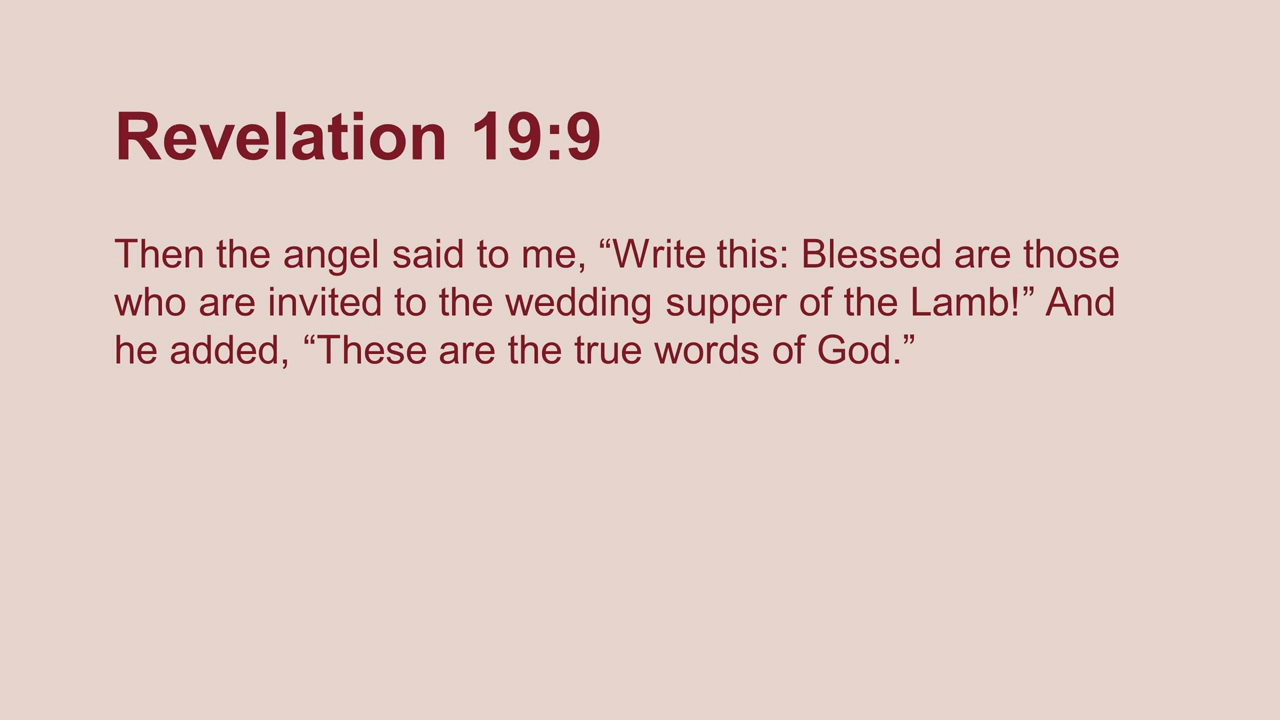 Revelation 19:9
Then the angel said to me, “Write this: Blessed are those
who are invited to the wedding supper of the Lamb!” And
he added, “These are the true words of God.”